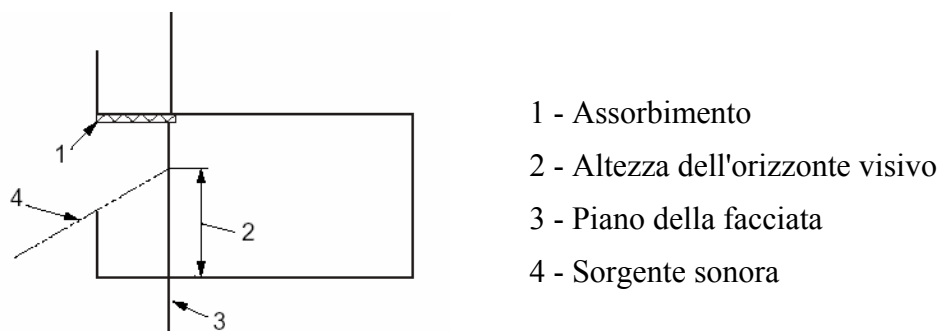 1
4
2
3
1 - Assorbimento
2 - Altezza dell'orizzonte visivo
3 - Piano della facciata
4 - Sorgente sonora